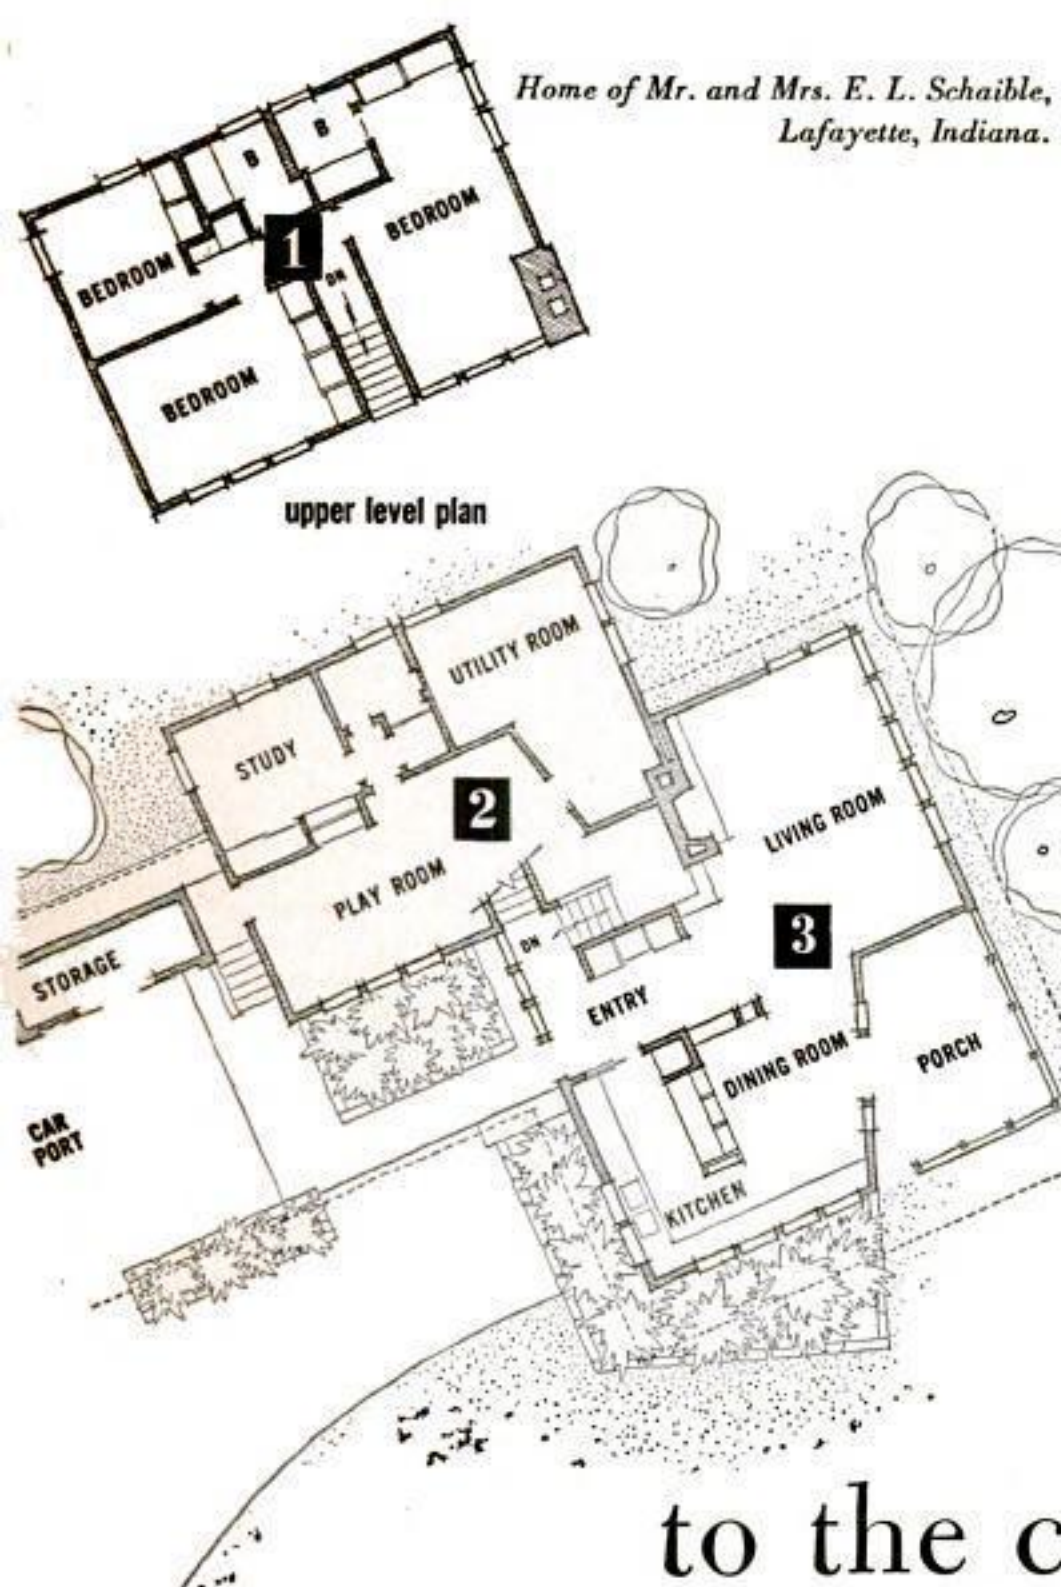 Home of Mr. and Mrs. E. L. Schaible,
Lafayette, Indiana.
B
B
BEDROOM
BEDROOM
1
DN
BEDROOM
upper level plan
UTILITY ROOM
STUDY
2
LIVING ROOM
PLAY ROOM
3
DN
STORAGE
ENTRY
DINING ROOM
PORCH
CAR
PORT
KITCHEN
to the c